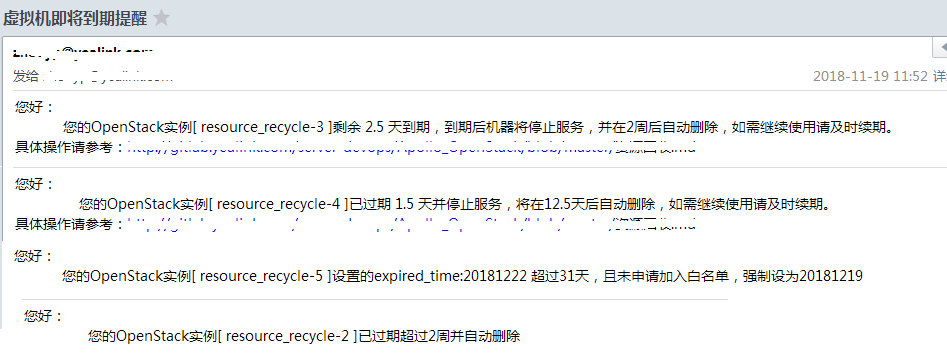 虚拟机即将到期提醒
发给
2018-11-19 11:52 详
您好：
您的OpenStack实例[ resource_recycle-3 ]剩余 2.5 天到期，到期后机器将停止服务，并在2周后自动删除，如需继续使用请及时续期。
具体操作请参考：
您好：
您的OpenStack实例[ resource_recycle-4 ]已过期 1.5 天并停止服务，将在12.5天后自动删除，如需继续使用请及时续期。
具体操作请参考：
您好：
您的OpenStack实例[ resource_recycle-5 ]设置的expired_time:20181222 超过31天，且未申请加入白名单，强制设为20181219
您好：
您的OpenStack实例[ resource_recycle-2 ]已过期超过2周并自动删除